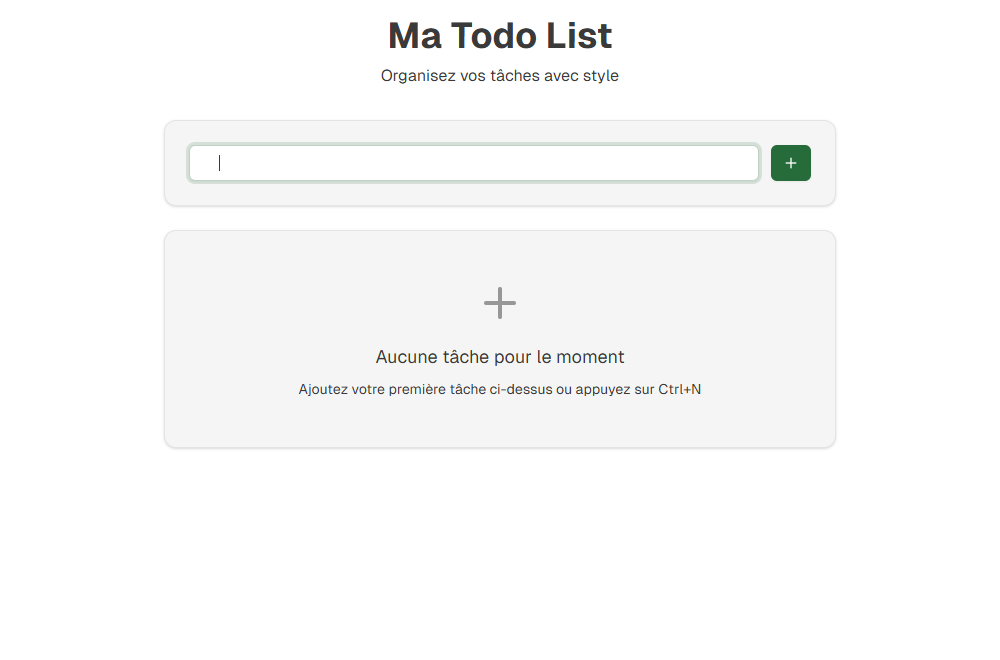 Ma Todo List
Organisez vos tâches avec style
Aucune tâche pour le moment
Ajoutez votre première tâche ci-dessus ou appuyez sur Ctrl+N